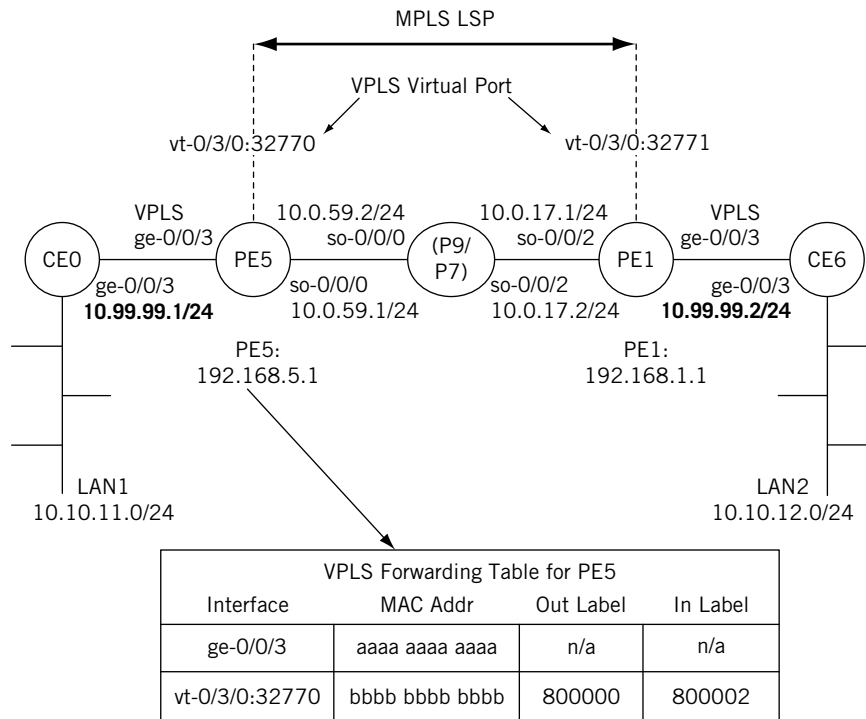 MPLS LSP
VPLS Virtual Port
vt-0/3/0:32770
vt-0/3/0:32771
VPLS
ge-0/0/3
10.0.59.2/24
so-0/0/0
10.0.17.1/24
so-0/0/2
VPLS
ge-0/0/3
CE0
PE5
(P9/
P7)
PE1
CE6
ge-0/0/3
10.99.99.1/24
so-0/0/0
10.0.59.1/24
so-0/0/2
10.0.17.2/24
ge-0/0/3
10.99.99.2/24
PE5:
192.168.5.1
PE1:
192.168.1.1
LAN1
10.10.11.0/24
LAN2
10.10.12.0/24
VPLS Forwarding Table for PE5
Interface MAC Addr Out Label In Label
ge-0/0/3 aaaa aaaa aaaa n/a n/a
vt-0/3/0:32770 bbbb bbbb bbbb 800000 800002